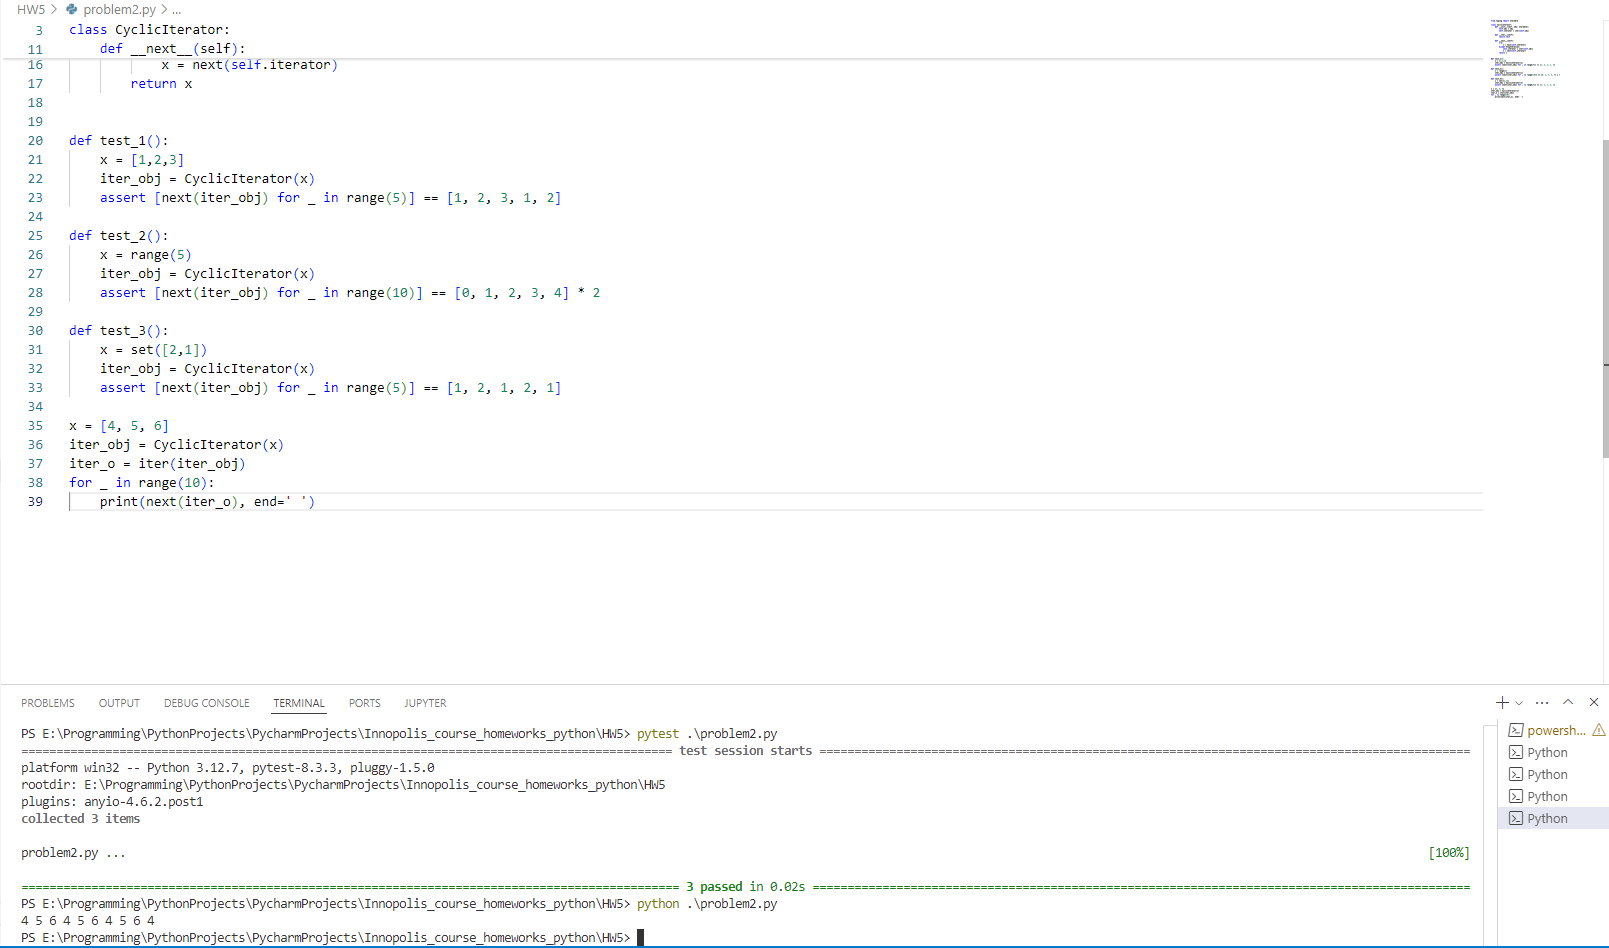 HW5 > problem2.py > ...
3 class CyclicIterator:
11 def __next__(self):
16 x = next(self.iterator)
17 return x
18
19
20 def test_1():
21 x = [1,2,3]
22 iter_obj = CyclicIterator(x)
23 assert [next(iter_obj) for _ in range(5)] == [1, 2, 3, 1, 2]
24
25 def test_2():
26 x = range(5)
27 iter_obj = CyclicIterator(x)
28 assert [next(iter_obj) for _ in range(10)] == [0, 1, 2, 3, 4] * 2
29
30 def test_3():
31 x = set([2,1])
32 iter_obj = CyclicIterator(x)
33 assert [next(iter_obj) for _ in range(5)] == [1, 2, 1, 2, 1]
34
35 x = [4, 5, 6]
36 iter_obj = CyclicIterator(x)
37 iter_o = iter(iter_obj)
38 for _ in range(10):
39 print(next(iter_o), end=' ')
PROBLEMS OUTPUT DEBUG CONSOLE TERMINAL PORTS JUPYTER
PS E:\Programming\PythonProjects\PycharmProjects\Innopolis_course_homeworks_python\HW5> pytest .\problem2.py
test session starts
platform win32 -- Python 3.12.7, pytest-8.3.3, pluggy-1.5.0
rootdir: E:\Programming\PythonProjects\PycharmProjects\Innopolis_course_homeworks_python\HW5
plugins: anyio-4.6.2.post1
collected 3 items
problem2.py ... [100%]
3 passed in 0.02s
PS E:\Programming\PythonProjects\PycharmProjects\Innopolis_course_homeworks_python\HW5> python .\problem2.py
4 5 6 4 5 6 4 5 6 4
PS E:\Programming\PythonProjects\PycharmProjects\Innopolis_course_homeworks_python\HW5>
powersh...
Python
Python
Python
Python